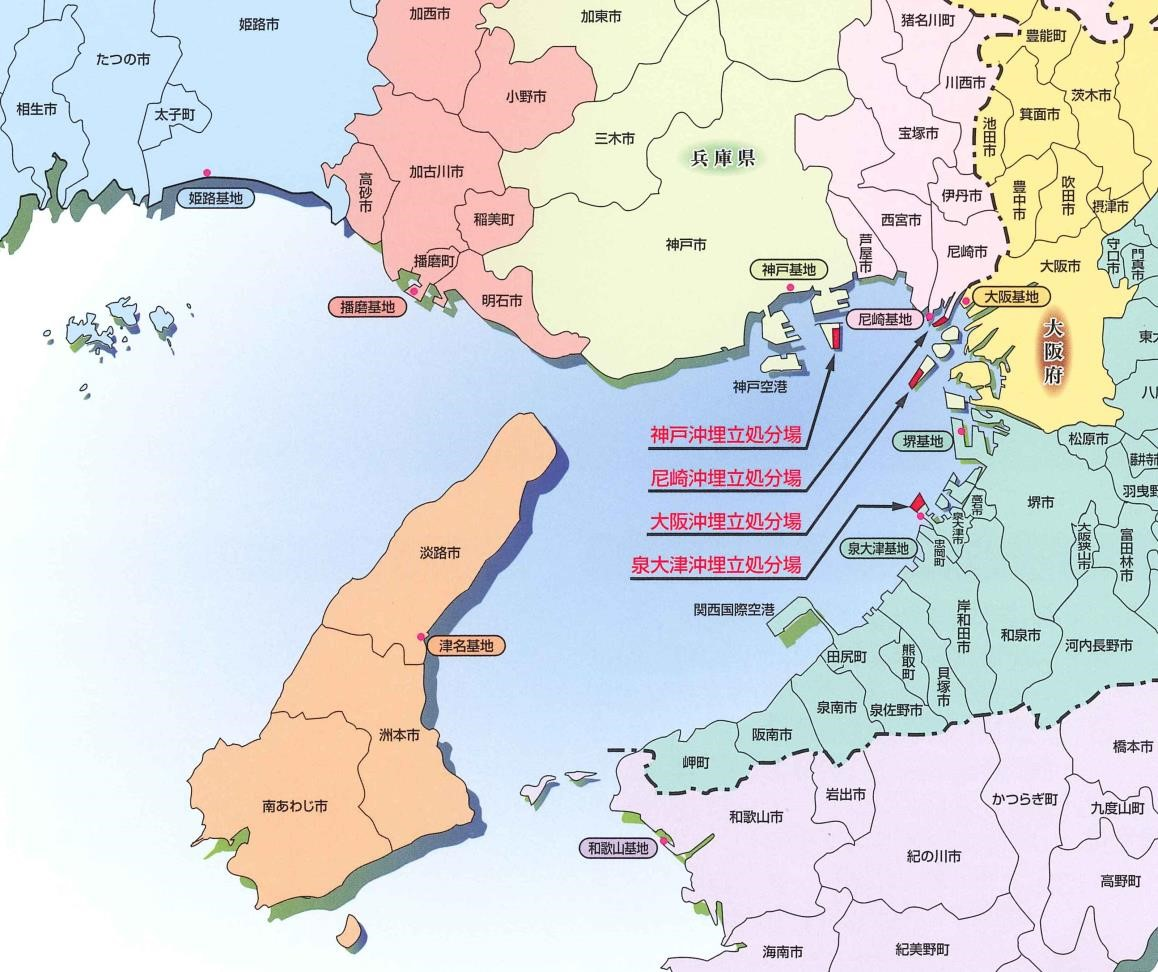 加西市
加東市
猪名川町
姫路市
豊能町
たつの市
川西市
小野市
茨木市
相生市
太子町
箕面市
三木市
宝塚市
池田市
兵庫県
加古川市
高砂市
伊丹市
豊中市
吹田市
姫路基地
摂津市
稲美町
西宮市
神戸市
芦屋市
尼崎市
守口市
門真市
播磨町
神戸基地
大阪市
明石市
大阪基地
播磨基地
尼崎基地
大阪府
東大
神戸空港
八尾
神戸沖埋立処分場
堺基地
松原市
藤井寺市
尼崎沖埋立処分場
羽曳野
高石市
堺市
大阪沖埋立処分場
泉大津市
大阪狭山市
富田林市
淡路市
泉大津基地
忠岡町
泉大津沖埋立処分場
関西国際空港
岸和田市
和泉市
津名基地
河内長野市
田尻町
熊取町
貝塚市
泉南市
泉佐野市
洲本市
阪南市
橋本市
岬町
岩出市
かつらぎ町
南あわじ市
九度山町
和歌山市
和歌山基地
紀の川市
高野町
海南市
紀美野町